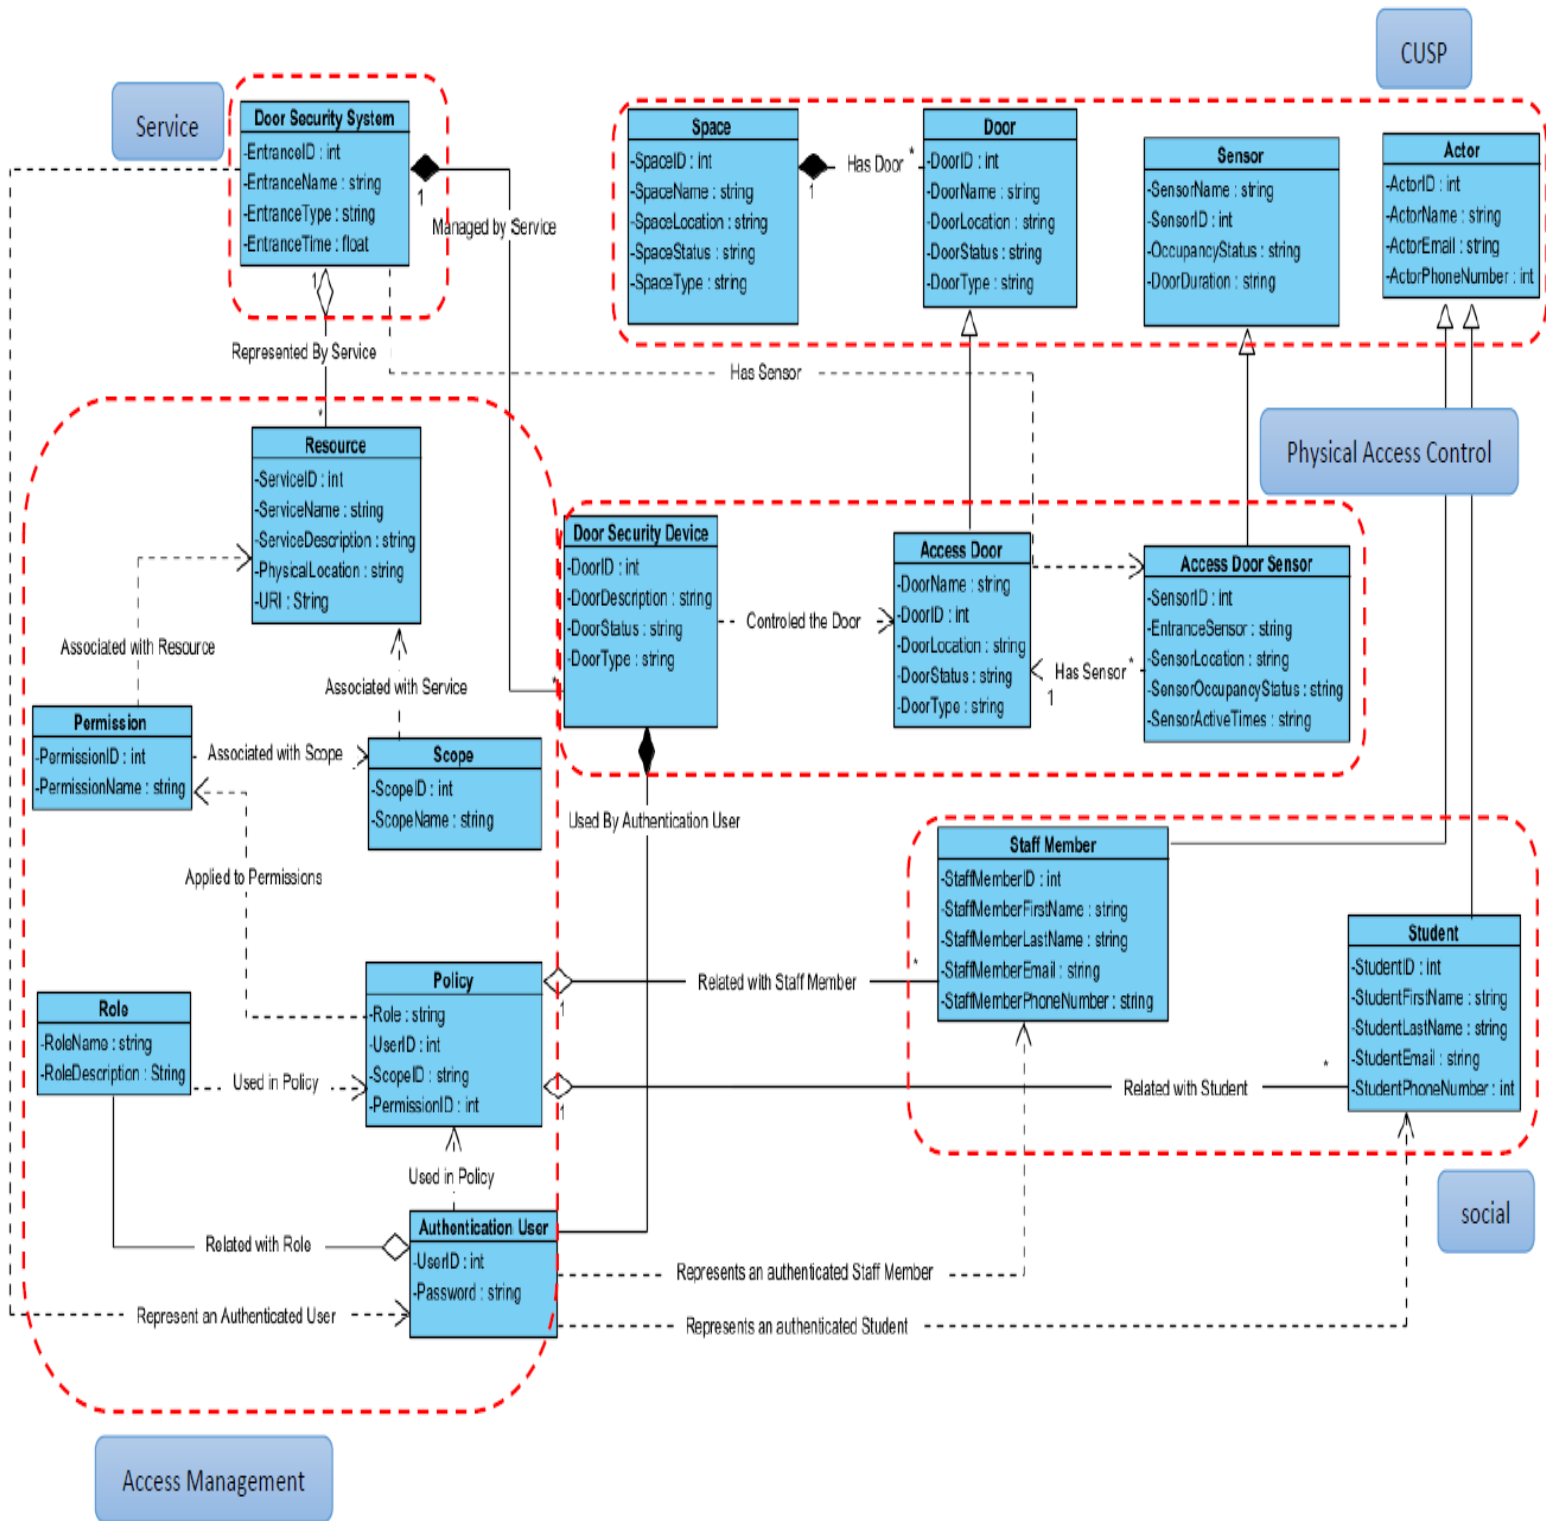 CUSP
Service
Door Security System
-EntranceID : int
-EntranceName : string
-EntranceType : string
-EntranceTime : float
1
Managed by Service
1
Represented By Service
*
Space
-SpaceID : int
-SpaceName : string
-SpaceLocation : string
-SpaceStatus : string
-SpaceType : string
Has Door
*
1
Door
-DoorID : int
-DoorName : string
-DoorLocation : string
-DoorStatus : string
-DoorType : string
Sensor
-SensorName : string
-SensorID : int
-OccupancyStatus : string
-DoorDuration : string
Actor
-ActorID : int
-ActorName : string
-ActorEmail : string
-ActorPhoneNumber : int
Has Sensor
Physical Access Control
Resource
-ServiceID : int
-ServiceName : string
-ServiceDescription : string
-PhysicalLocation : string
-URI : String
Associated with Resource
Associated with Service
Door Security Device
-DoorID : int
-DoorDescription : string
-DoorStatus : string
-DoorType : string
*
Controled the Door
Access Door
-DoorName : string
-DoorID : int
-DoorLocation : string
-DoorStatus : string
-DoorType : string
Has Sensor
*
1
Access Door Sensor
-SensorID : int
-EntranceSensor : string
-SensorLocation : string
-SensorOccupancyStatus : string
-SensorActiveTimes : string
Permission
-PermissionID : int
-PermissionName : string
Associated with Scope
Scope
-ScopeID : int
-ScopeName : string
Used By Authentication User
Applied to Permissions
Staff Member
-StaffMemberID : int
-StaffMemberFirstName : string
-StaffMemberLastName : string
-StaffMemberEmail : string
-StaffMemberPhoneNumber : string
Student
-StudentID : int
-StudentFirstName : string
-StudentLastName : string
-StudentEmail : string
-StudentPhoneNumber : int
Role
-RoleName : string
-RoleDescription : String
Used in Policy
Policy
-Role : string
-UserID : int
-ScopeID : string
-PermissionID : int
1
Related with Staff Member
*
1
Related with Student
*
Used in Policy
social
Related with Role
Authentication User
-UserID : int
-Password : string
Represents an authenticated Staff Member
Represent an Authenticated User
Represents an authenticated Student
Access Management